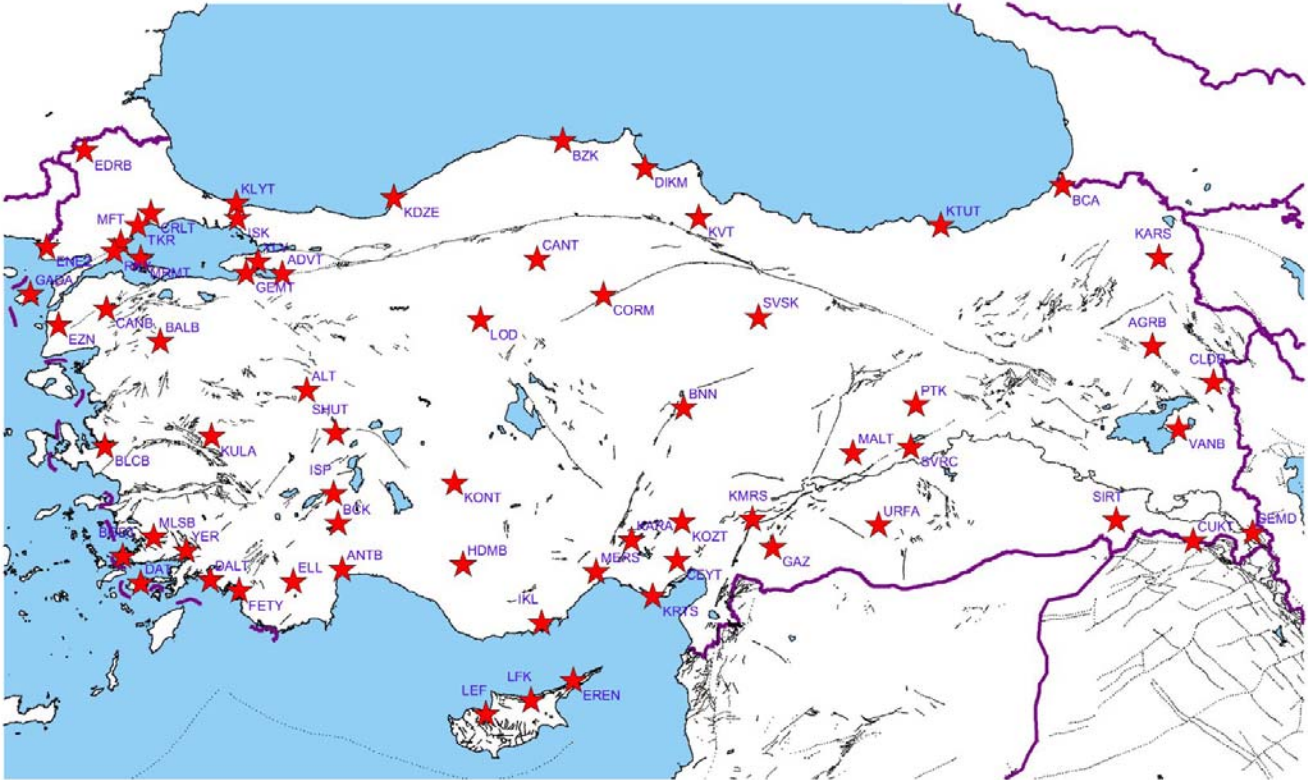 BZK
EDRB
DIKM
KLYT
BCA
KDZE
MFT
CRLT
ISK
KTUT
KVT
TKR
KARS
ENEZ
CANT
ADVT
MRMT
GADA
GEMT
SVSK
CANB
CORM
AGRB
EZN
BALB
LOD
CLDR
ALT
PTK
BNN
SHUT
MALT
VANB
KULA
BLCB
SVRC
ISP
KONT
KMRS
SIRT
BCK
URFA
GEMD
MLSB
KARA
CUKT
YER
KOZT
ANTB
HDMB
MERS
GAZ
DAT
DALT
ELL
CEYT
FETY
IKL
KRTS
LFK
LEF
EREN